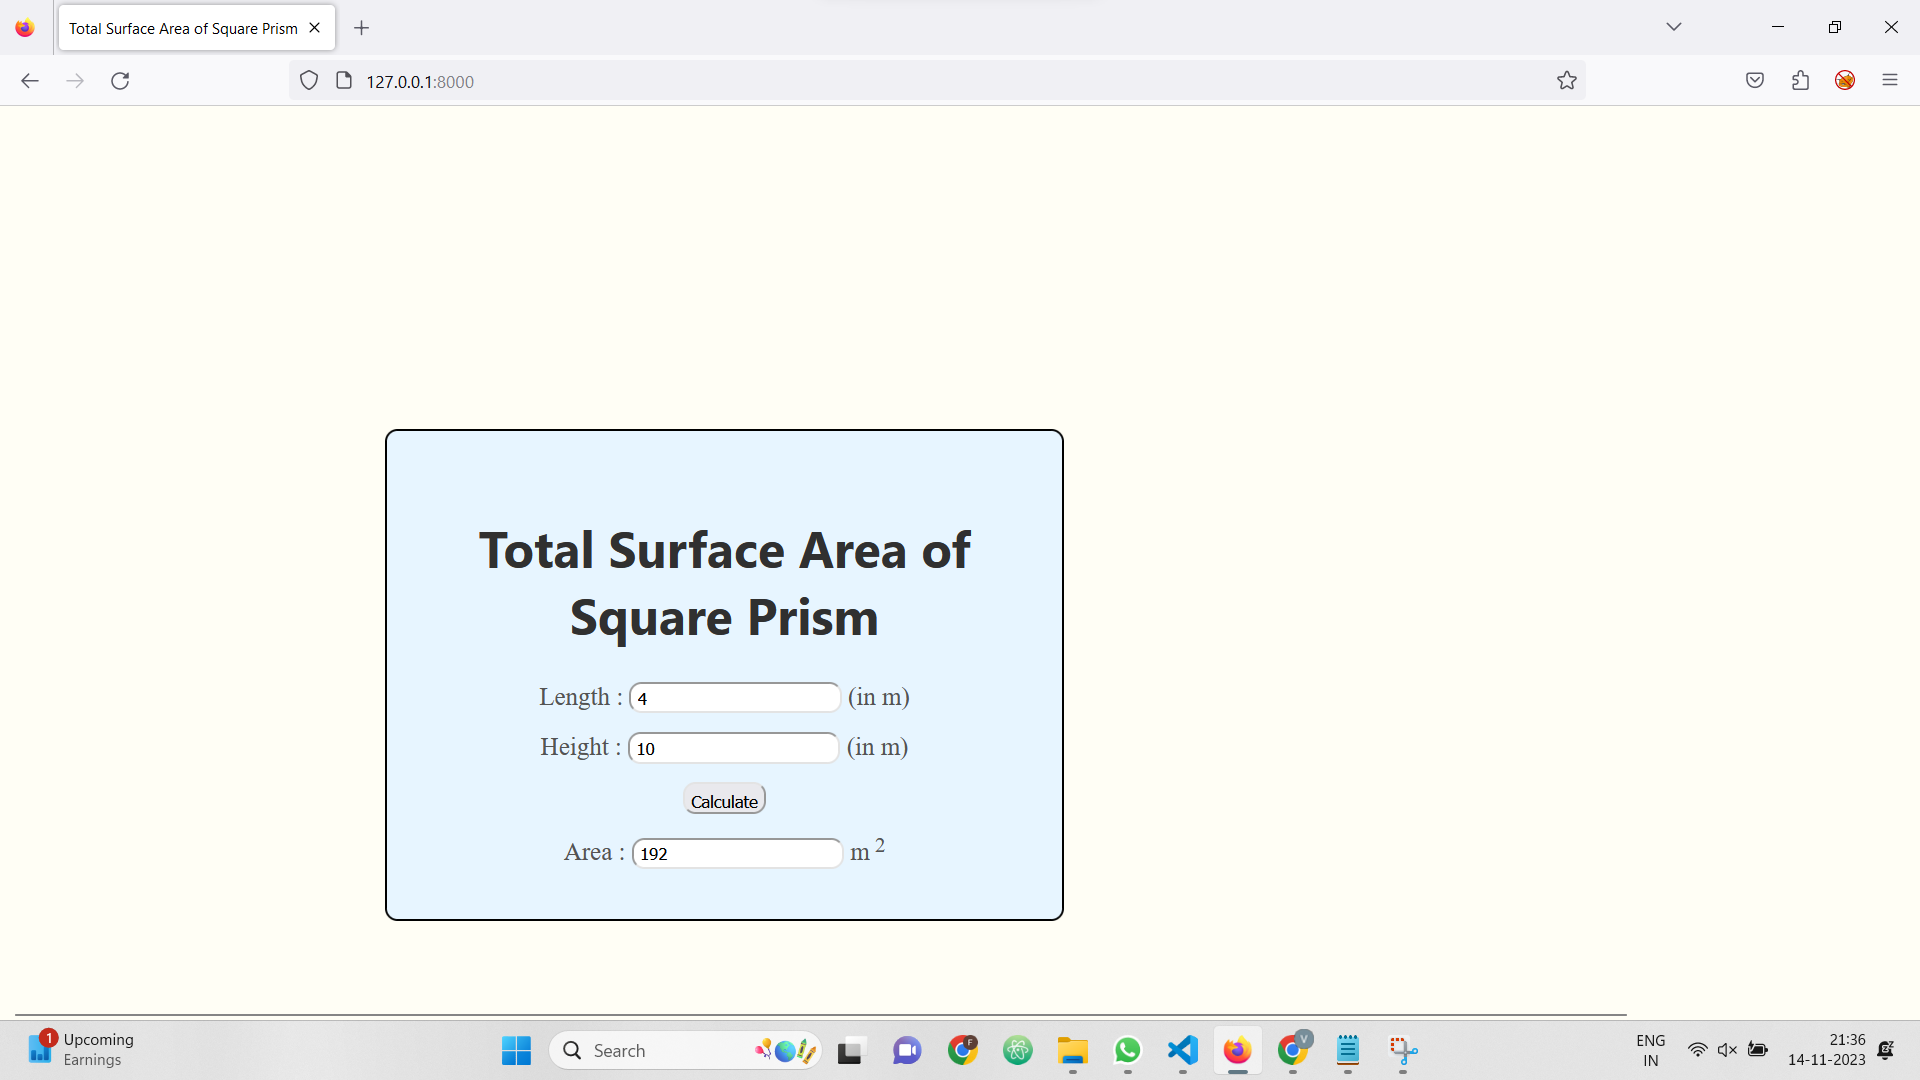 Total Surface Area of Square Prism
127.0.0.1:8000
Total Surface Area of
Square Prism
Length : 4 (in m)
Height : 10 (in m)
Calculate
Area : 192 m 2
1
Upcoming
Earnings
Search
F
V
ENG
IN
21:36
14-11-2023